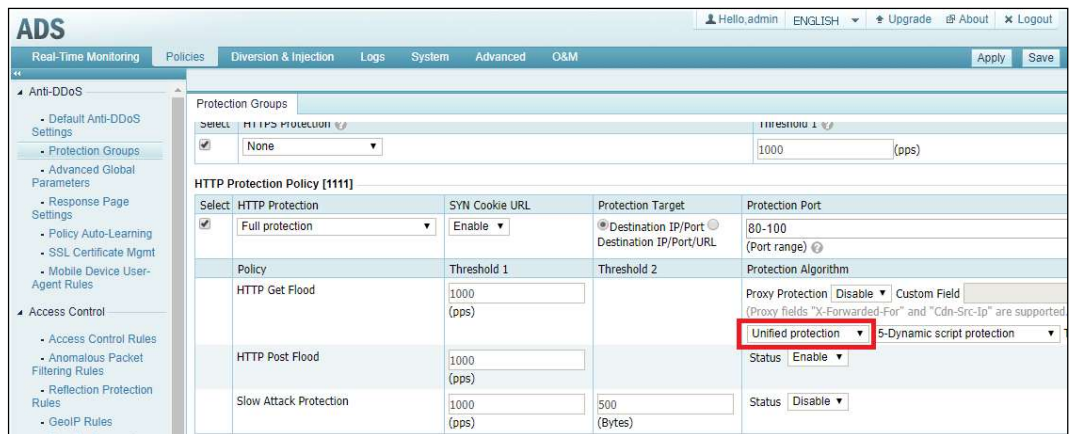 ADS
Hello,admin ENGLISH Upgrade About Logout
Real-Time Monitoring Policies Diversion & Injection Logs System Advanced O&M Apply Save
Anti-DDoS
- Default Anti-DDoS
Settings
- Protection Groups
- Advanced Global
Parameters
- Response Page
Settings
- Policy Auto-Learning
- SSL Certificate Mgmt
- Mobile Device User-
Agent Rules
Access Control
- Access Control Rules
- Anomalous Packet
Filtering Rules
- Reflection Protection
Rules
- GeoIP Rules
Protection Groups
Select HTTPS Protection Threshold 1
None 1000 (pps)
HTTP Protection Policy [1111]
Select HTTP Protection SYN Cookie URL Protection Target Protection Port
Full protection Enable Destination IP/Port 80-100
Destination IP/Port/URL (Port range)
Policy Threshold 1 Threshold 2 Protection Algorithm
HTTP Get Flood 1000 Proxy Protection Disable Custom Field
(pps) (Proxy fields "X-Forwarded-For" and "Cdn-Src-Ip" are supported.
Unified protection 5-Dynamic script protection T
HTTP Post Flood 1000 Status Enable
(pps)
Slow Attack Protection 1000 500 Status Disable
(pps) (Bytes)